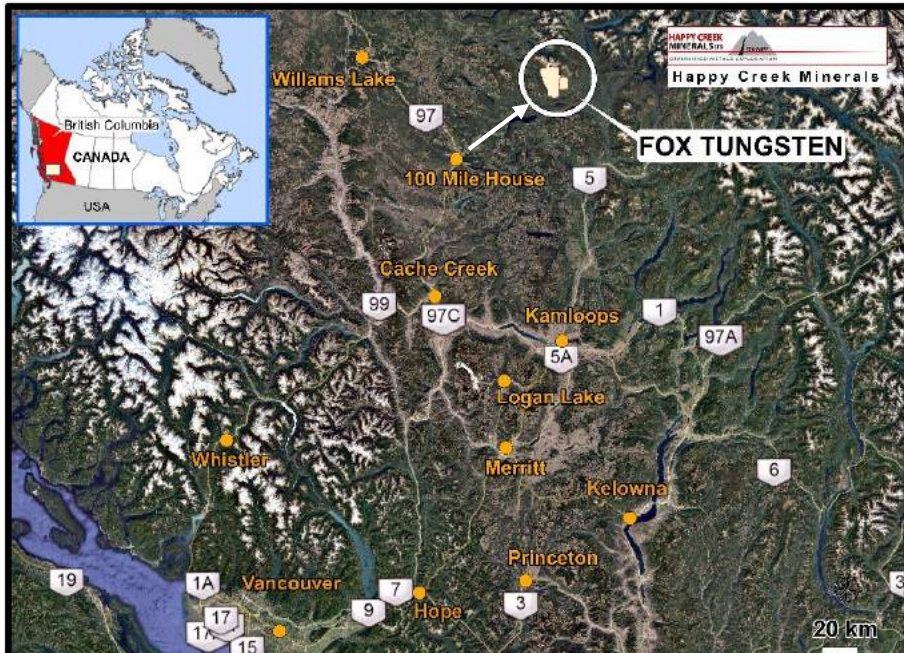 British Columbia
CANADA
USA
HAPPY CREEK
MINERALS LTD
Happy Creek Minerals
Willams Lake
97
FOX TUNGSTEN
100 Mile House
5
Cache Creek
99
97C
Kamloops
1
97A
5A
Logan Lake
Whistler
Merritt
Kelowna
6
Princeton
19
1A
Vancouver
7
Hope
3
9
17
15
20 km